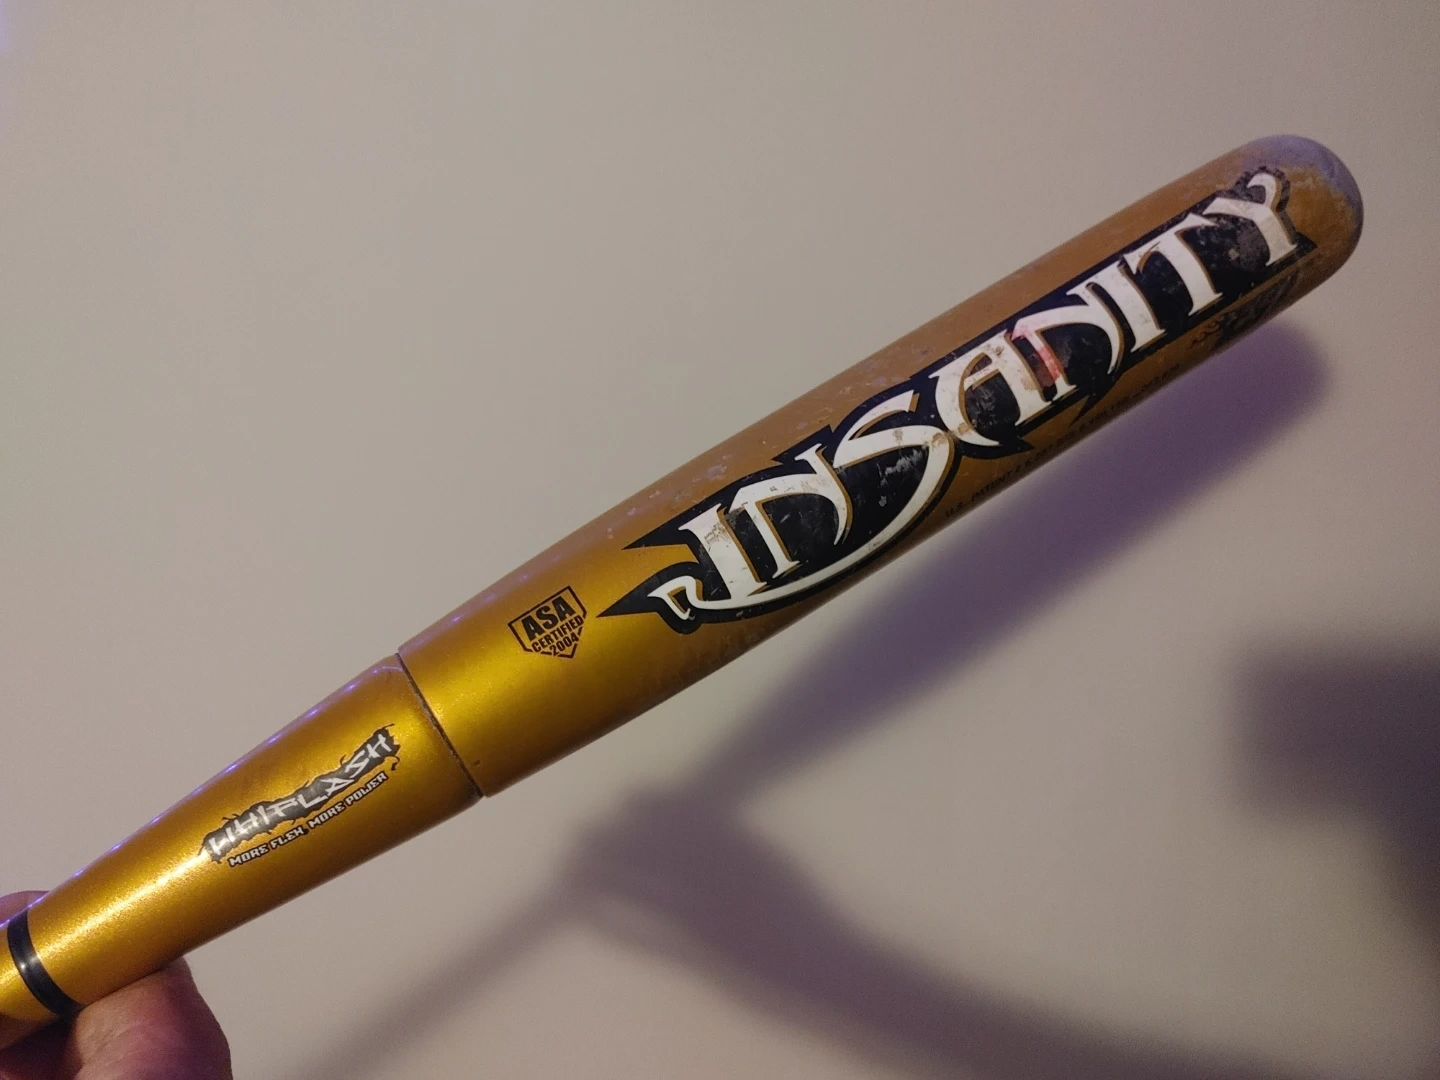 INSANITY
ASA
CERTIFIED
2004
WHIPLASH
MORE FLEX, MORE POWER